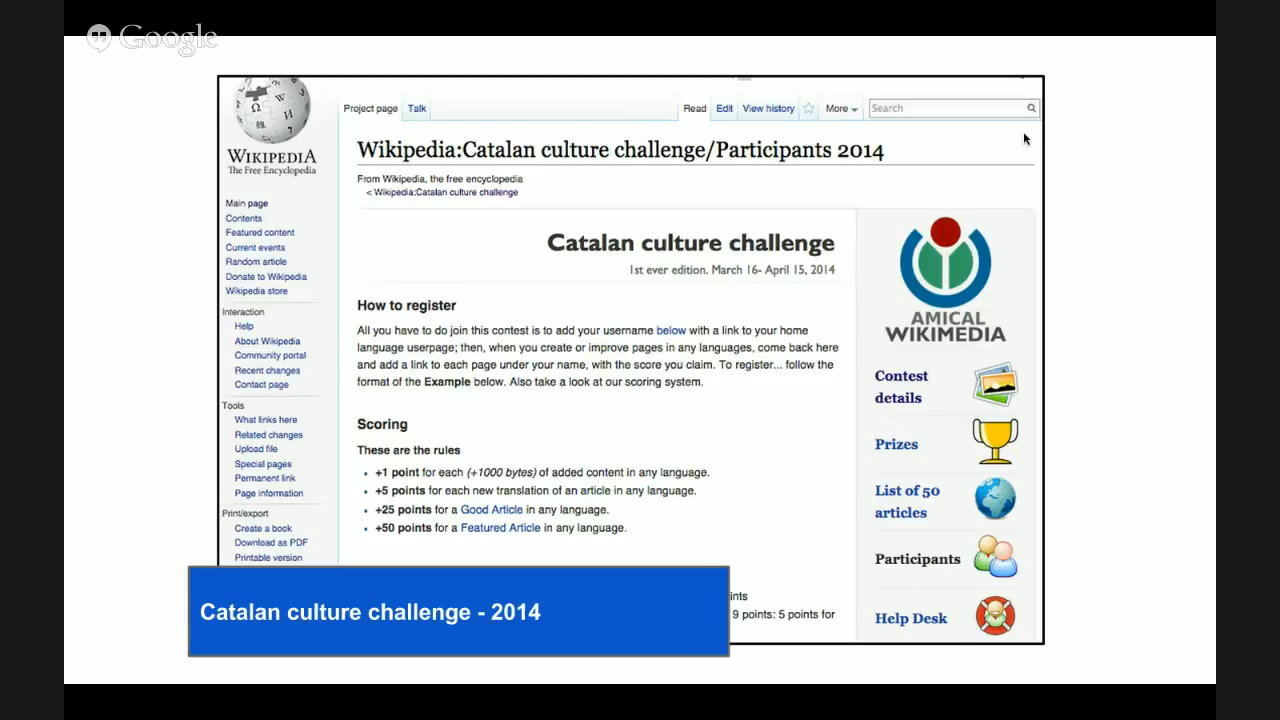 Google
WIKIPEDIA
The Free Encyclopedia
Main page
Contents
Featured content
Current events
Random article
Donate to Wikipedia
Wikipedia store
Interaction
Help
About Wikipedia
Community portal
Recent changes
Contact page
Tools
What links here
Related changes
Upload file
Special pages
Permanent link
Page information
Print/export
Create a book
Download as PDF
Printable version
Project page Talk Read Edit View history More Search
Wikipedia:Catalan culture challenge/Participants 2014
From Wikipedia, the free encyclopedia
< Wikipedia:Catalan culture challenge
Catalan culture challenge
1st ever edition. March 16- April 15, 2014
How to register
All you have to do join this contest is to add your username below with a link to your home
language userpage; then, when you create or improve pages in any languages, come back here
and add a link to each page under your name, with the score you claim. To register... follow the
format of the Example below. Also take a look at our scoring system.
Scoring
These are the rules
+1 point for each (+1000 bytes) of added content in any language.
+5 points for each new translation of an article in any language.
+25 points for a Good Article in any language.
+50 points for a Featured Article in any language.
9 points: 5 points for
AMICAL
WIKIMEDIA
Contest
details
Prizes
List of 50
articles
Participants
Help Desk
Catalan culture challenge - 2014